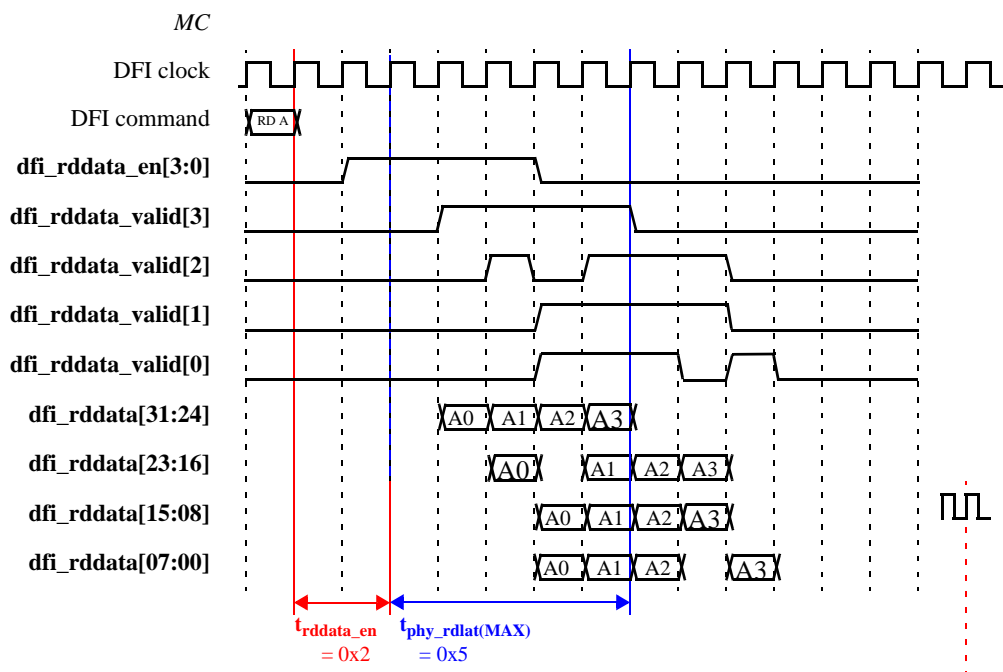 MC
DFI clock
DFI command RD A
dfi_rddata_en[3:0]
dfi_rddata_valid[3]
dfi_rddata_valid[2]
dfi_rddata_valid[1]
dfi_rddata_valid[0]
dfi_rddata[31:24] A0 A1 A2 A3
dfi_rddata[23:16] A0 A1 A2 A3
dfi_rddata[15:08] A0 A1 A2 A3
dfi_rddata[07:00] A0 A1 A2 A3
trddata_en tphy_rdlat(MAX)
= 0x2 = 0x5